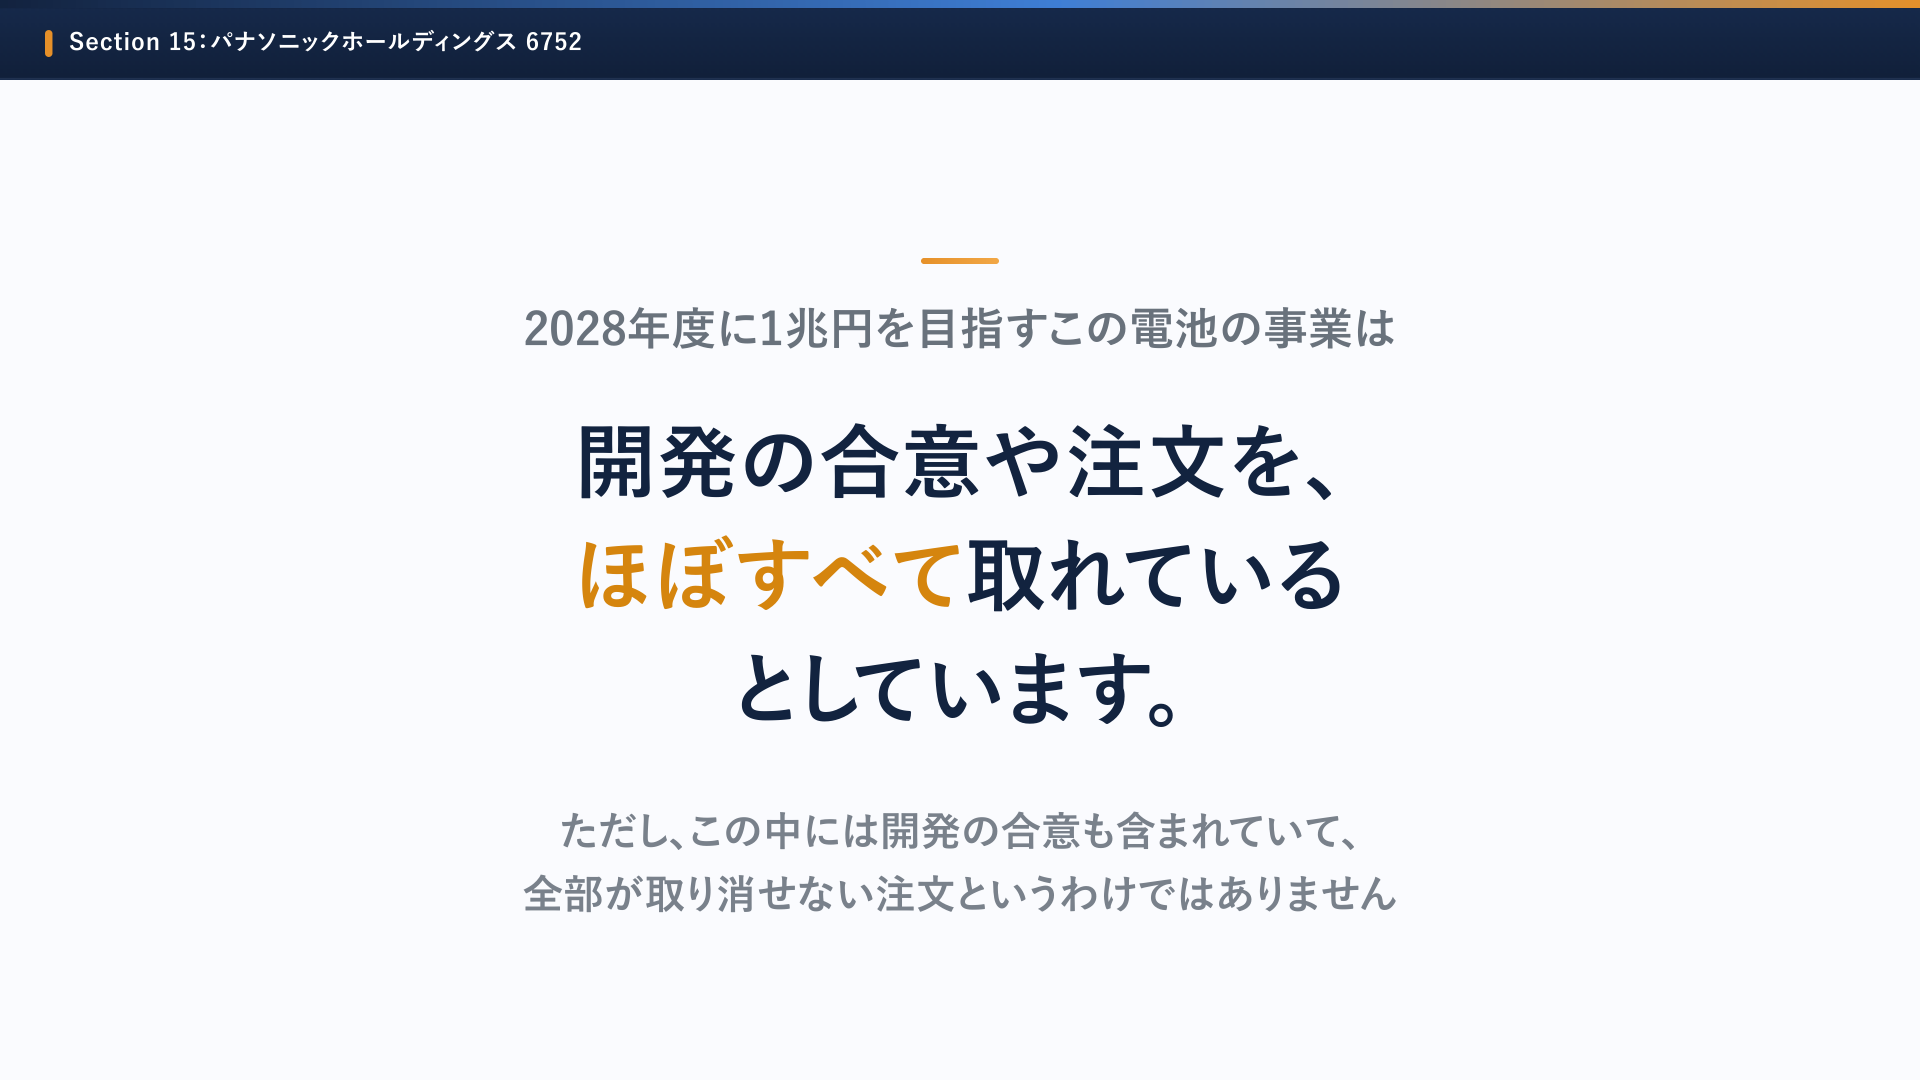 Section 15：パナソニックホールディングス 6752
2028年度に1兆円を目指すこの電池の事業は
開発の合意や注文を、
ほぼすべて取れている
としています。
ただし、この中には開発の合意も含まれていて、
全部が取り消せない注文というわけではありません